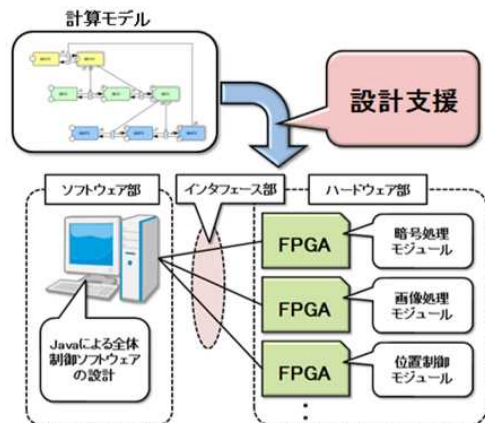 計算モデル
設計支援
ソフトウェア部
インタフェース部
ハードウェア部
FPGA
暗号処理
モジュール
FPGA
画像処理
モジュール
Javaによる全体
制御ソフトウェア
の設計
FPGA
位置制御
モジュール